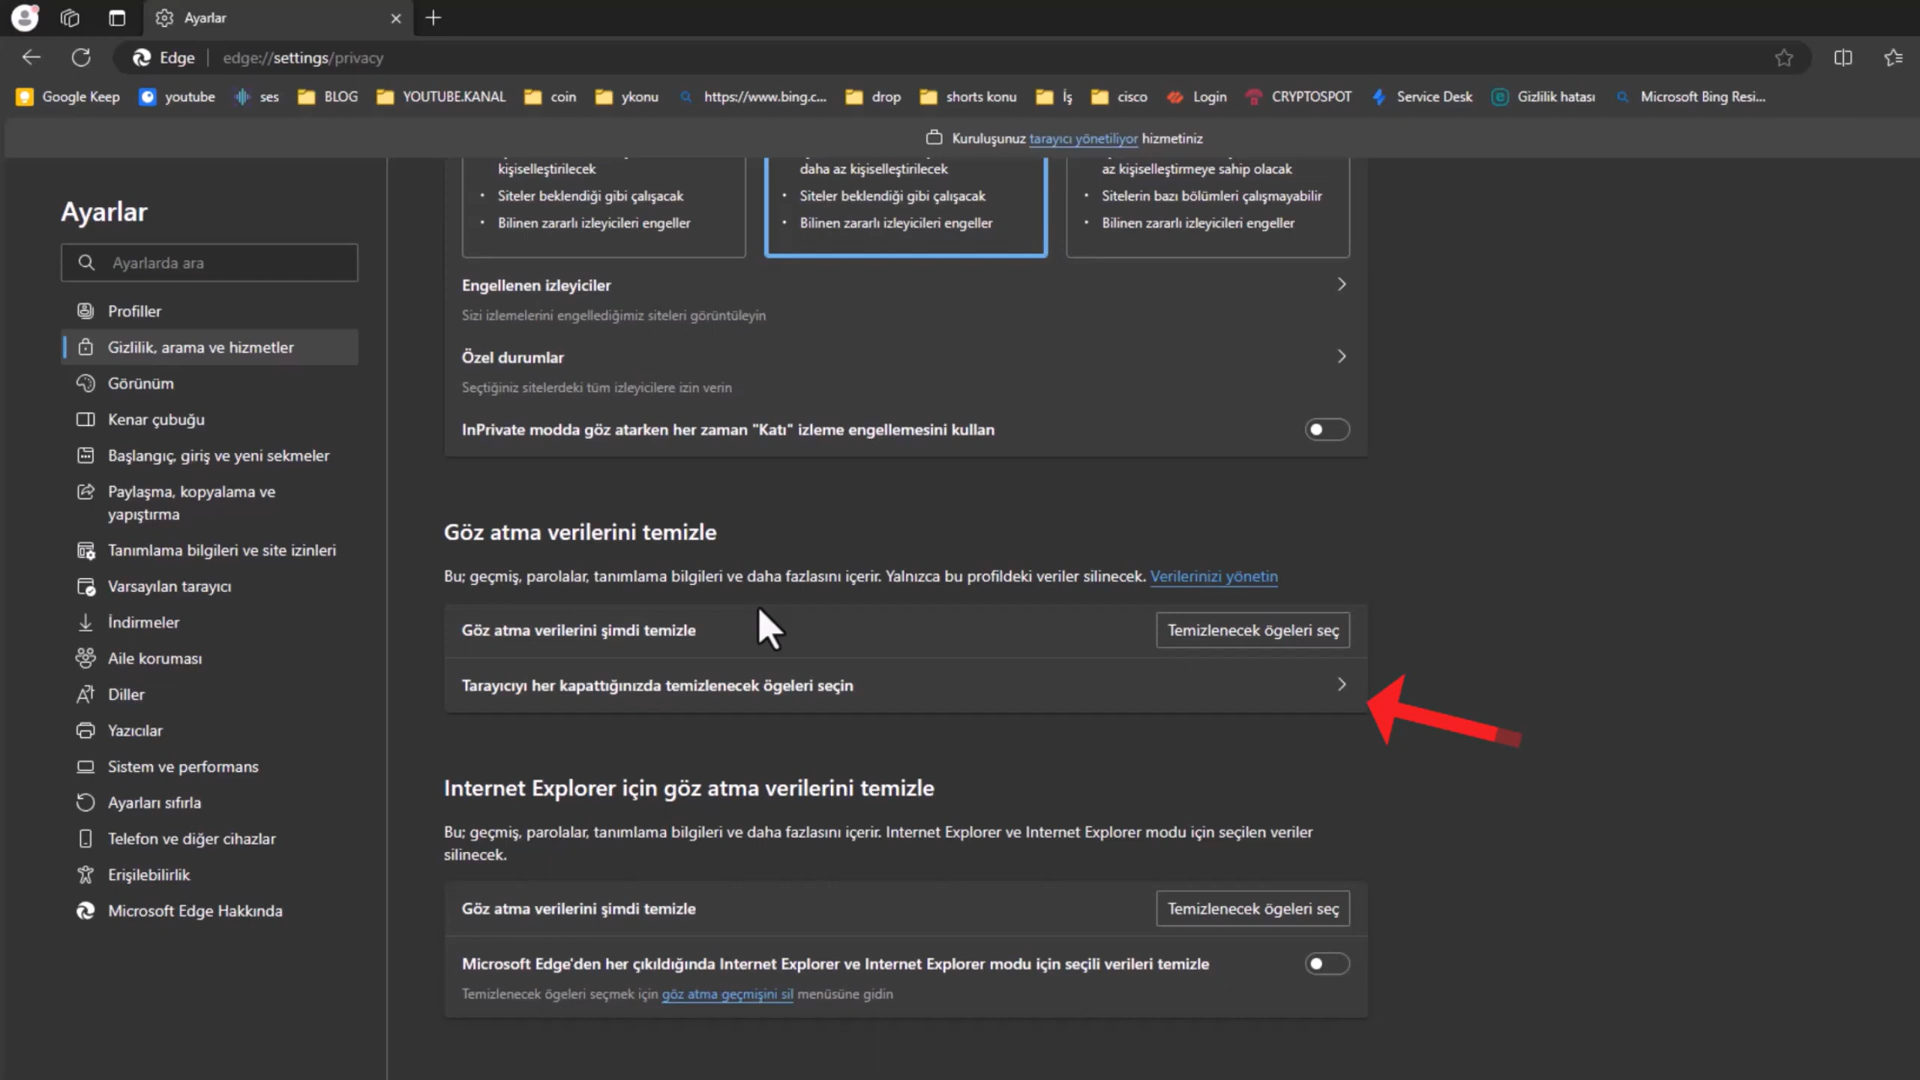 Ayarlar
Edge
edge://settings/privacy
Google Keep
youtube
ses
BLOG
YOUTUBE.KANAL
coin
ykonu
https://www.bing.c...
drop
shorts konu
İş
cisco
Login
CRYPTOSPOT
Service Desk
Gizlilik hatası
Microsoft Bing Resi...
Kuruluşunuz tarayıcı yönetiliyor hizmetiniz
Ayarlar
Ayarlarda ara
Profiller
Gizlilik, arama ve hizmetler
Görünüm
Kenar çubuğu
Başlangıç, giriş ve yeni sekmeler
Paylaşma, kopyalama ve
yapıştırma
Tanımlama bilgileri ve site izinleri
Varsayılan tarayıcı
İndirmeler
Aile koruması
Diller
Yazıcılar
Sistem ve performans
Ayarları sıfırla
Telefon ve diğer cihazlar
Erişilebilirlik
Microsoft Edge Hakkında
kişiselleştirilecek
• Siteler beklendiği gibi çalışacak
• Bilinen zararlı izleyicileri engeller
daha az kişiselleştirilecek
• Siteler beklendiği gibi çalışacak
• Bilinen zararlı izleyicileri engeller
az kişiselleştirmeye sahip olacak
• Sitelerin bazı bölümleri çalışmayabilir
• Bilinen zararlı izleyicileri engeller
Engellenen izleyiciler
Sizi izlemelerini engellediğimiz siteleri görüntüleyin
Özel durumlar
Seçtiğiniz sitelerdeki tüm izleyicilere izin verin
InPrivate modda göz atarken her zaman "Katı" izleme engellemesini kullan
Göz atma verilerini temizle
Bu; geçmiş, parolalar, tanımlama bilgileri ve daha fazlasını içerir. Yalnızca bu profildeki veriler silinecek. Verilerinizi yönetin
Göz atma verilerini şimdi temizle
Temizlenecek ögeleri seç
Tarayıcıyı her kapattığınızda temizlenecek ögeleri seçin
Internet Explorer için göz atma verilerini temizle
Bu; geçmiş, parolalar, tanımlama bilgileri ve daha fazlasını içerir. Internet Explorer ve Internet Explorer modu için seçilen veriler
silinecek.
Göz atma verilerini şimdi temizle
Temizlenecek ögeleri seç
Microsoft Edge'den her çıkıldığında Internet Explorer ve Internet Explorer modu için seçili verileri temizle
Temizlenecek ögeleri seçmek için göz atma geçmişini sil menüsüne gidin